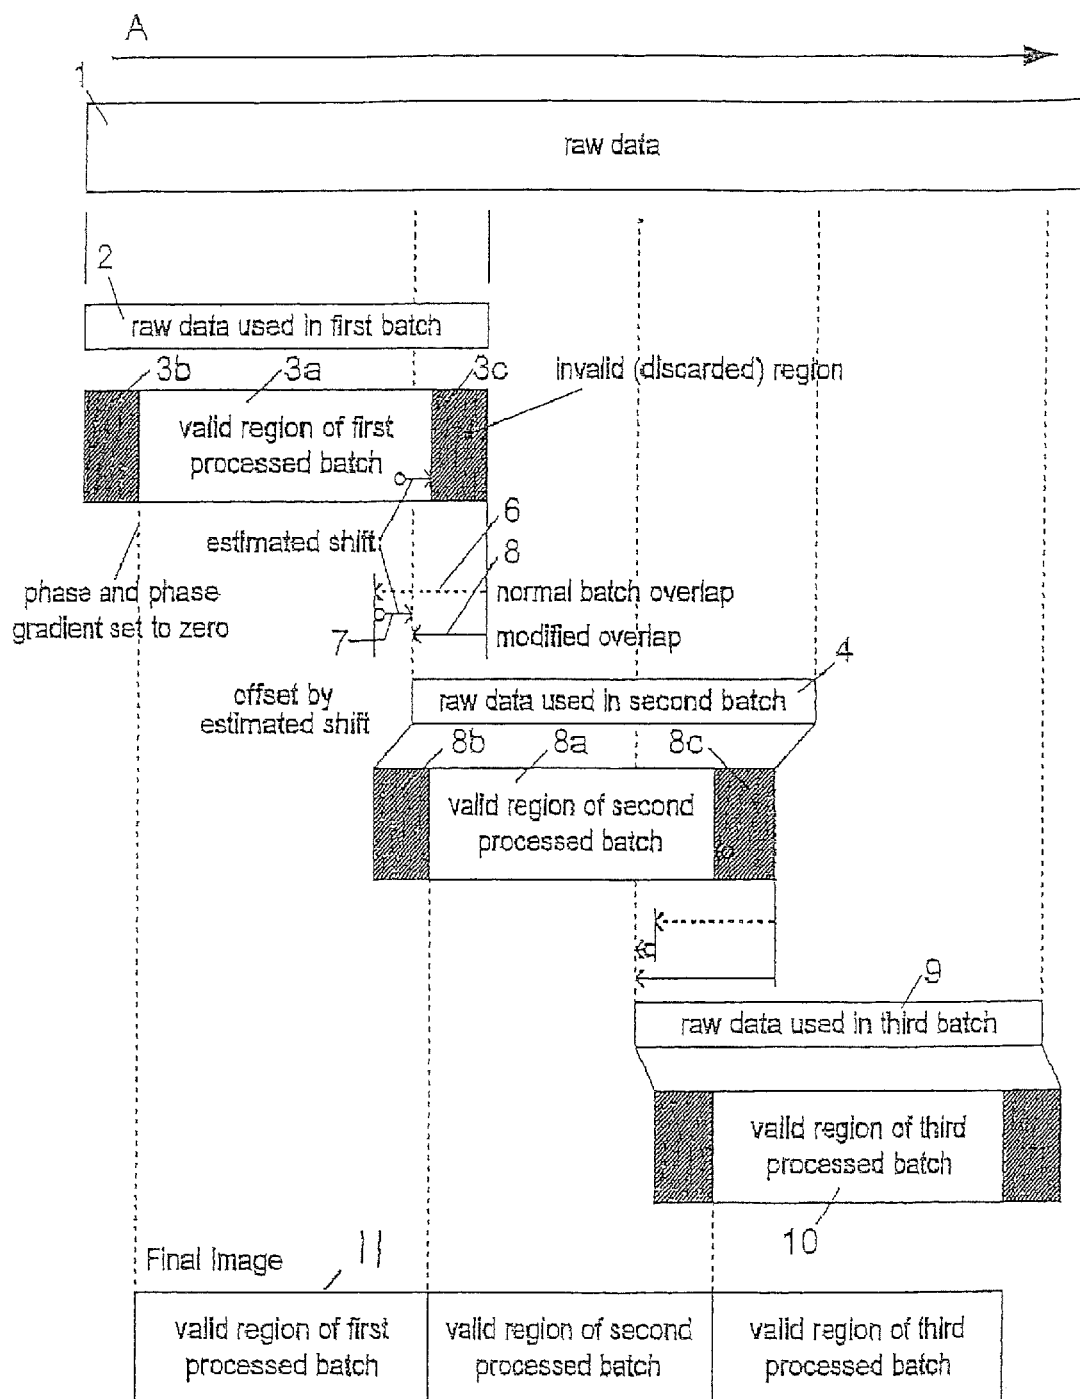 A
1
raw data
2
raw data used in first batch
3b
3a
3c
invalid (discarded) region
valid region of first
processed batch
estimated shift
6
8
phase and phase
gradient set to zero
normal batch overlap
7
modified overlap
4
offset by
estimated shift
raw data used in second batch
8b
8a
8c
valid region of second
processed batch
9
raw data used in third batch
valid region of third
processed batch
10
Final Image
11
valid region of first
processed batch
valid region of second
processed batch
valid region of third
processed batch